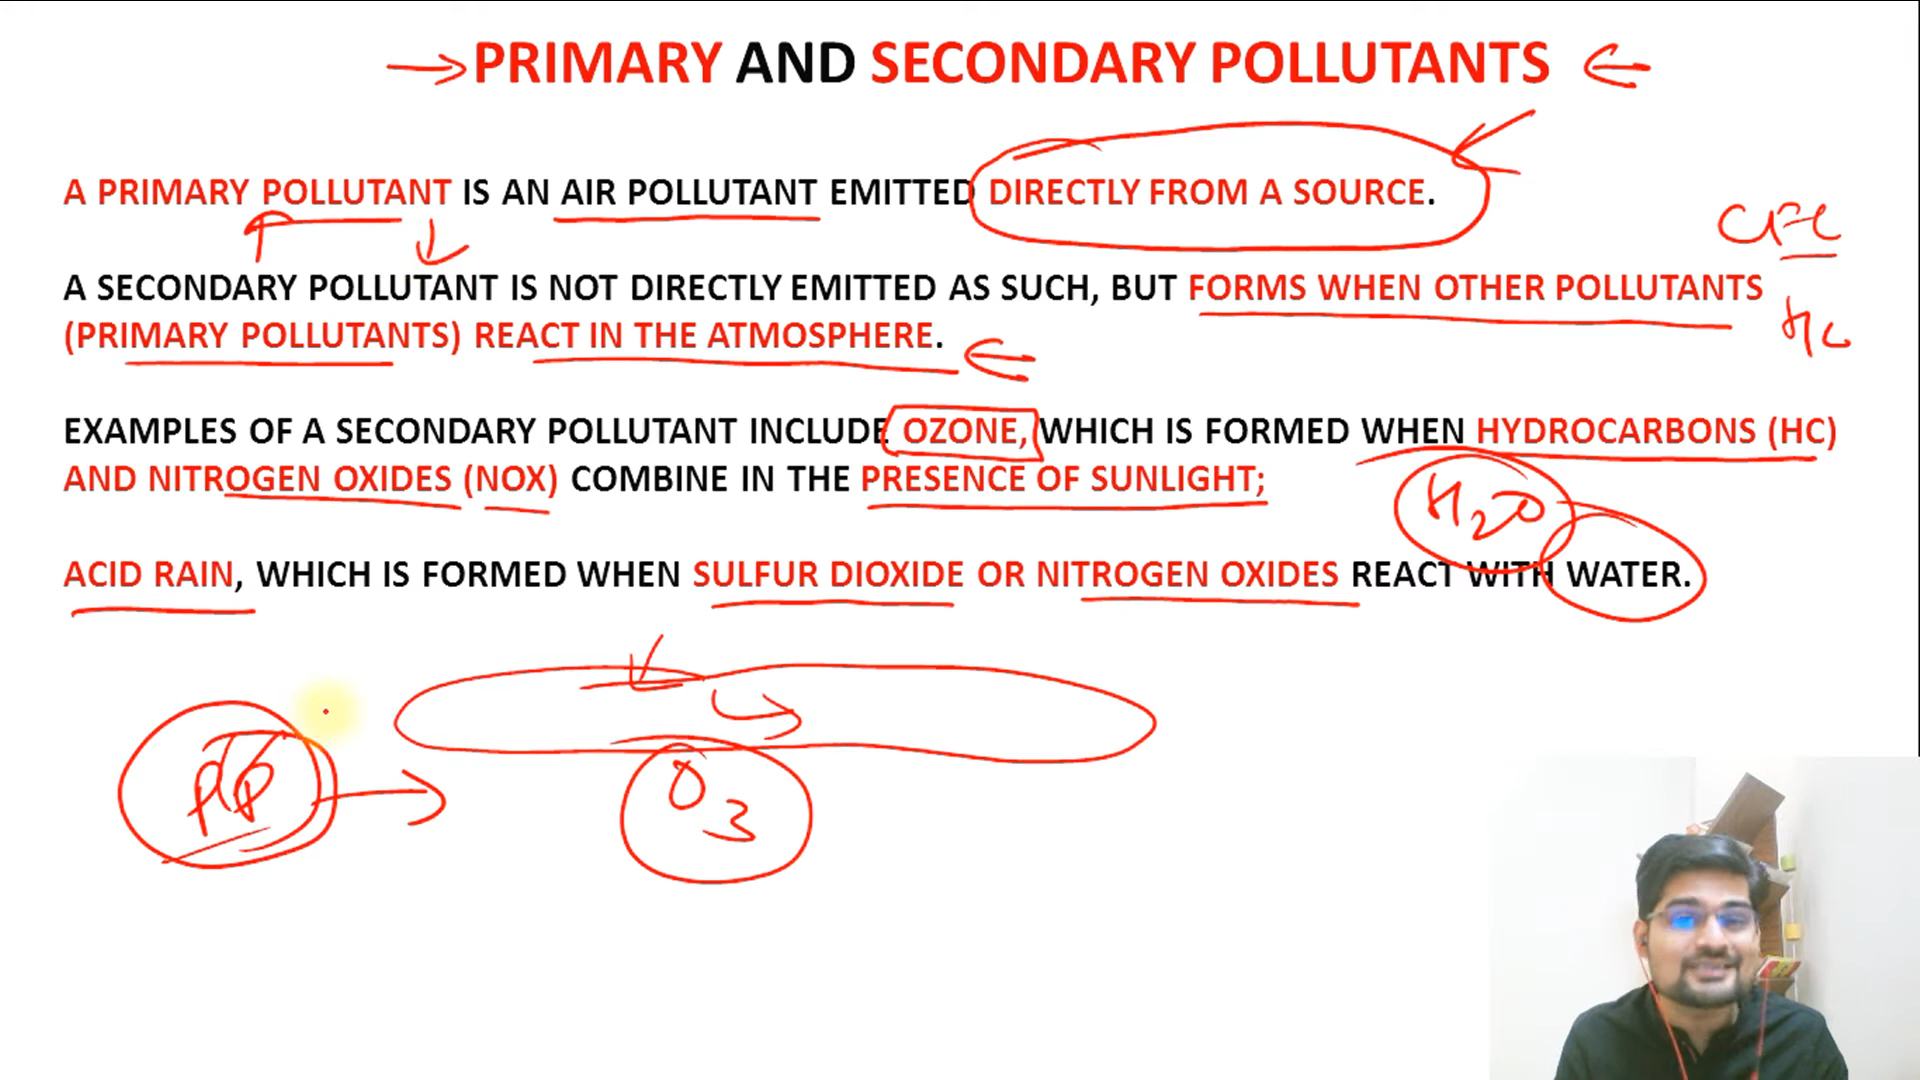 PRIMARY AND SECONDARY POLLUTANTS
A PRIMARY POLLUTANT IS AN AIR POLLUTANT EMITTED DIRECTLY FROM A SOURCE.
CFC
A SECONDARY POLLUTANT IS NOT DIRECTLY EMITTED AS SUCH, BUT FORMS WHEN OTHER POLLUTANTS
(PRIMARY POLLUTANTS) REACT IN THE ATMOSPHERE.
HC
EXAMPLES OF A SECONDARY POLLUTANT INCLUDE OZONE, WHICH IS FORMED WHEN HYDROCARBONS (HC)
AND NITROGEN OXIDES (NOX) COMBINE IN THE PRESENCE OF SUNLIGHT;
H2O
ACID RAIN, WHICH IS FORMED WHEN SULFUR DIOXIDE OR NITROGEN OXIDES REACT WITH WATER.
O3